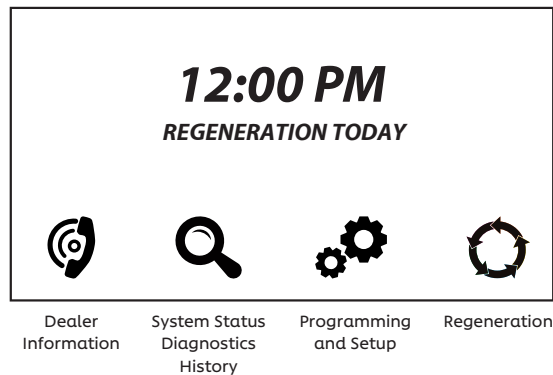 12:00 PM
REGENERATION TODAY
Dealer
Information
System Status
Diagnostics
History
Programming
and Setup
Regeneration